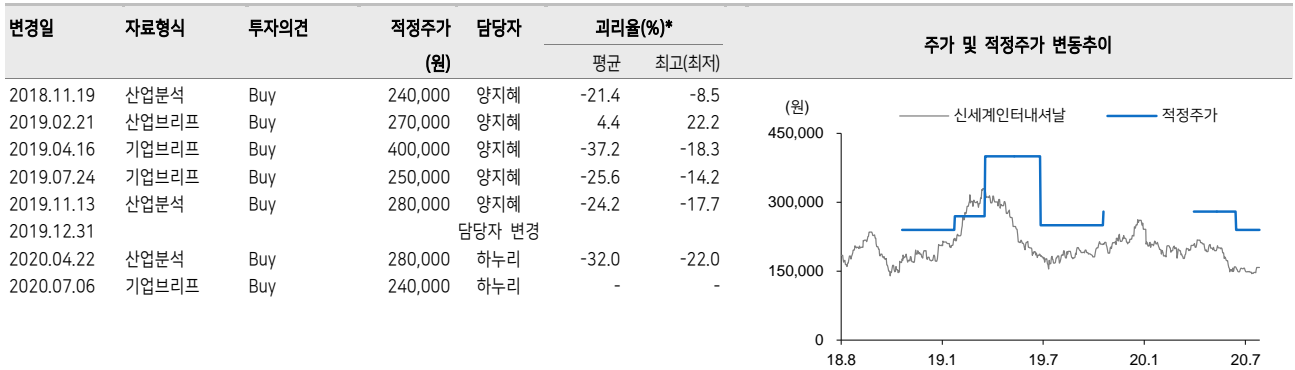 변경일 자료형식 투자의견 적정주가 담당자 괴리율(%)*
(원) 평균 최고(최저)
2018.11.19 산업분석 Buy 240,000 양지혜 -21.4 -8.5
2019.02.21 산업브리프 Buy 270,000 양지혜 4.4 22.2
2019.04.16 기업브리프 Buy 400,000 양지혜 -37.2 -18.3
2019.07.24 기업브리프 Buy 250,000 양지혜 -25.6 -14.2
2019.11.13 산업분석 Buy 280,000 양지혜 -24.2 -17.7
2019.12.31 담당자 변경
2020.04.22 산업분석 Buy 280,000 하누리 -32.0 -22.0
2020.07.06 기업브리프 Buy 240,000 하누리 - -
주가 및 적정주가 변동추이
(원)
신세계인터내셔날 적정주가
450,000
300,000
150,000
0
18.8 19.1 19.7 20.1 20.7